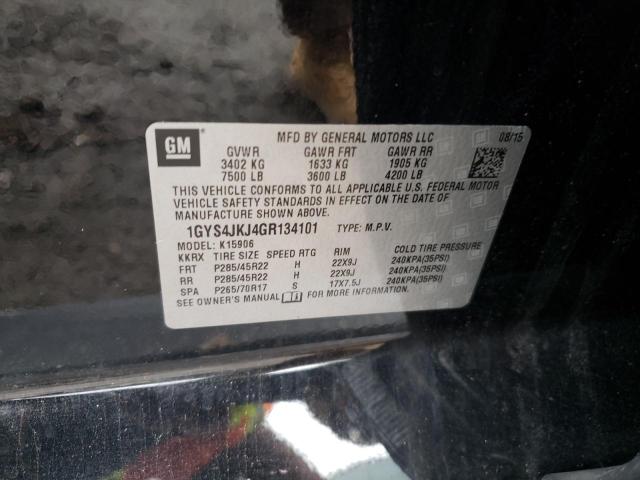 GM
MFD BY GENERAL MOTORS LLC 08/15
GVWR GAWR FRT GAWR RR
3402 KG 1633 KG 1905 KG
7500 LB 3600 LB 4200 LB
THIS VEHICLE CONFORMS TO ALL APPLICABLE U.S. FEDERAL MOTOR
VEHICLE SAFETY STANDARDS IN EFFECT ON THE DATE OF
MANUFACTURE SHOWN ABOVE.
1GYS4JKJ4GR134101 TYPE: M.P.V.
MODEL: K15906
KKRX TIRE SIZE SPEED RTG RIM COLD TIRE PRESSURE
FRT P285/45R22 H 22X9J 240KPA(35PSI)
RR P285/45R22 H 22X9J 240KPA(35PSI)
SPA P265/70R17 S 17X7.5J 240KPA(35PSI)
SEE OWNER'S MANUAL FOR MORE INFORMATION.